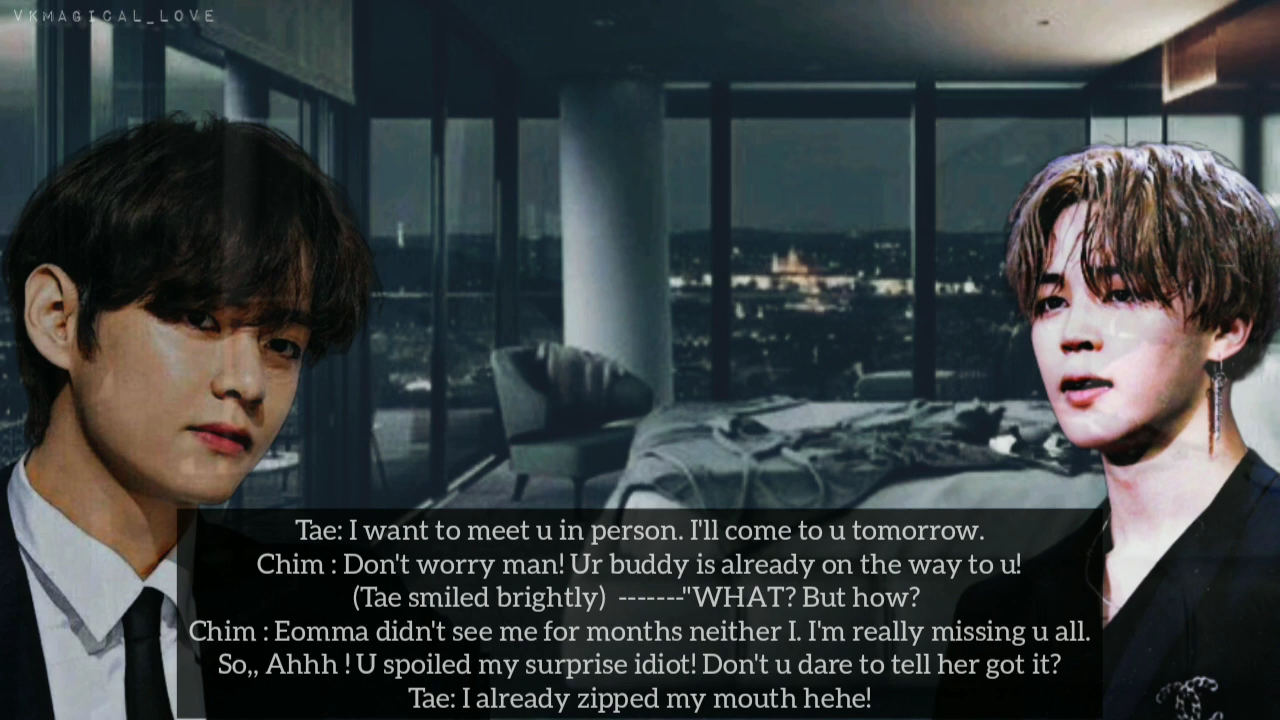 VKMAGICAL_LOVE
Tae: I want to meet u in person. I'll come to u tomorrow.
Chim : Don't worry man! Ur buddy is already on the way to u!
(Tae smiled brightly) -------"WHAT? But how?
Chim : Eomma didn't see me for months neither I. I'm really missing u all.
So,, Ahhh ! U spoiled my surprise idiot! Don't u dare to tell her got it?
Tae: I already zipped my mouth hehe!